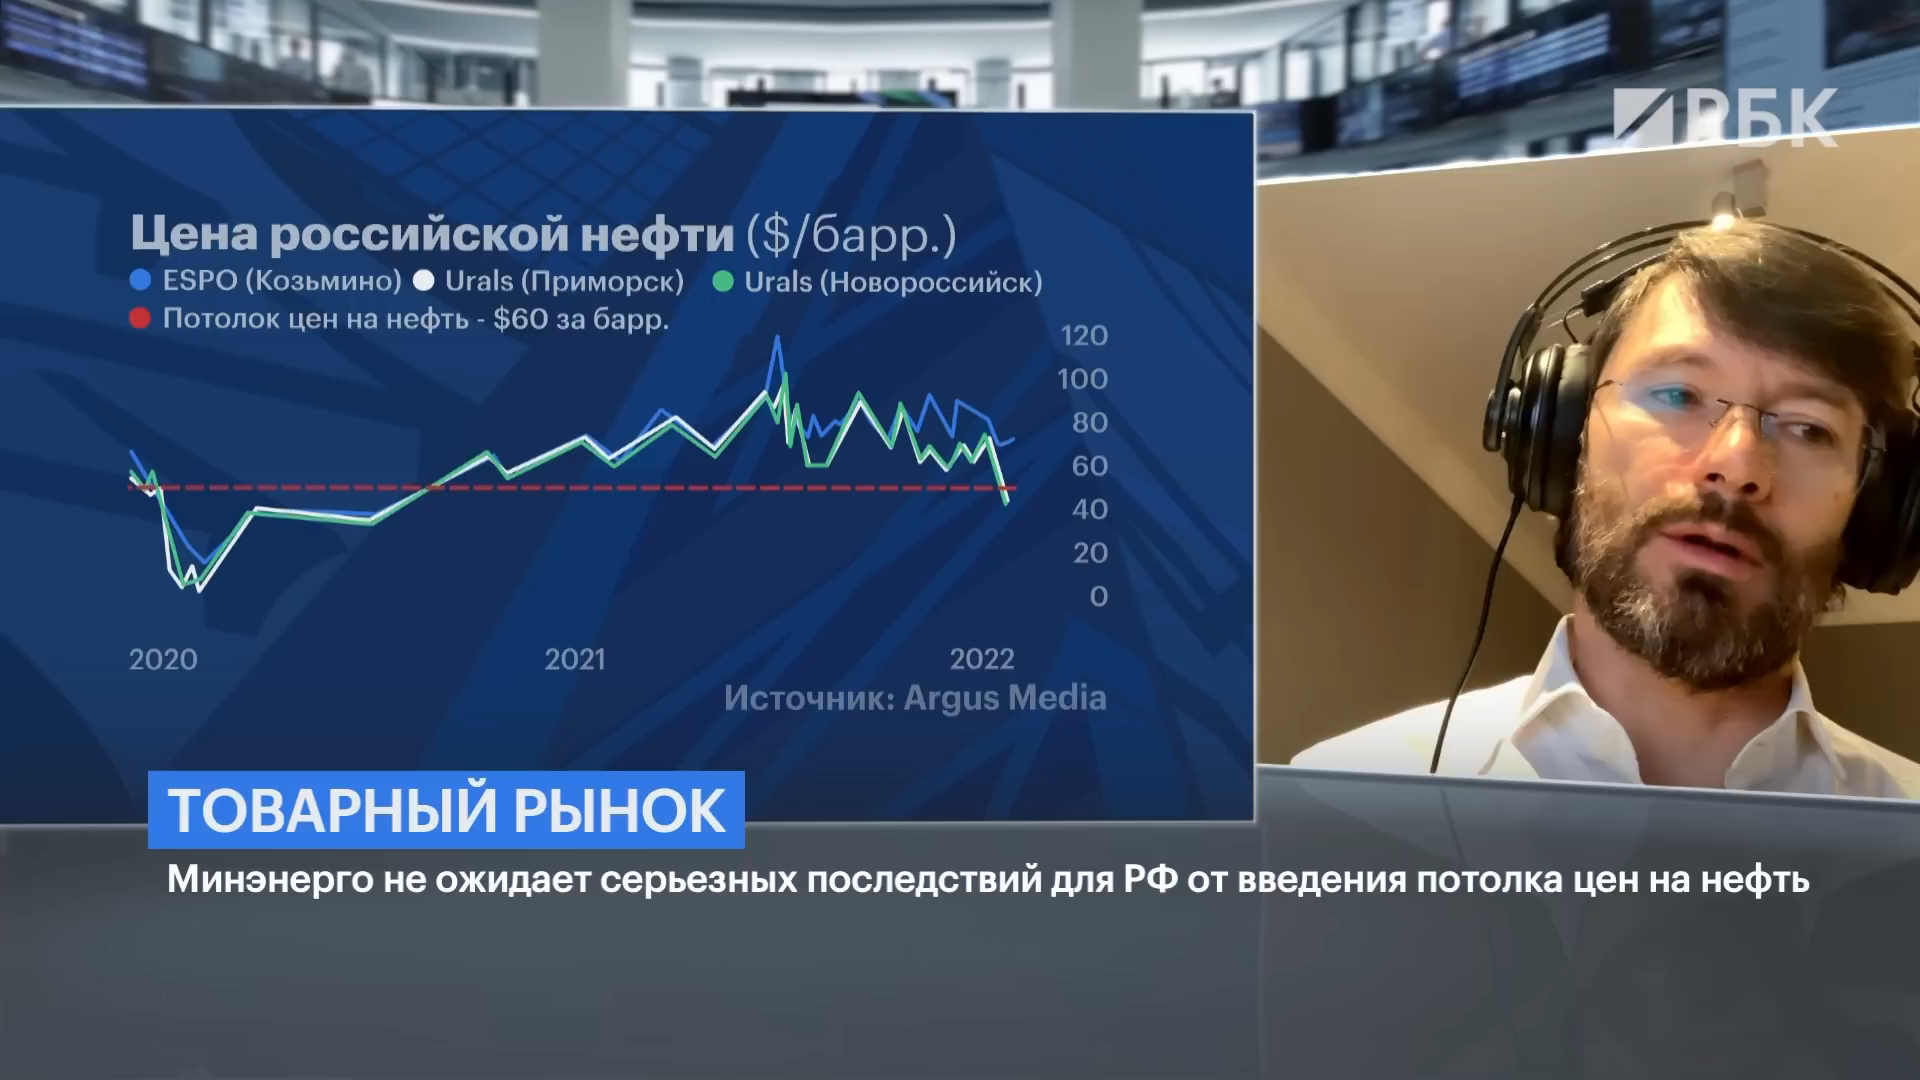 РБК
Цена российской нефти ($/барр.)
ESPO (Козьмино) Urals (Приморск) Urals (Новороссийск)
Потолок цен на нефть - $60 за барр.
120
100
80
60
40
20
0
2020 2021 2022
Источник: Argus Media
ТОВАРНЫЙ РЫНОК
Минэнерго не ожидает серьезных последствий для РФ от введения потолка цен на нефть